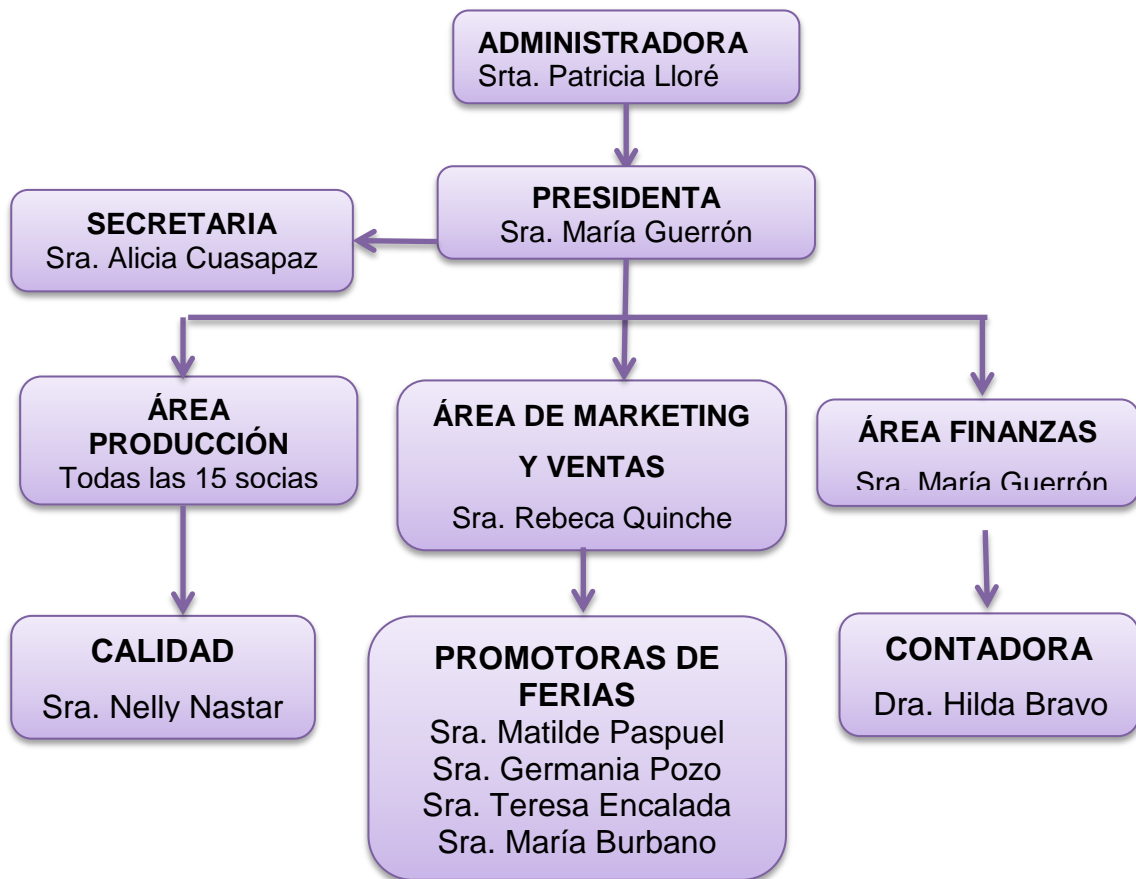 ADMINISTRADORA
Srta. Patricia Lloré
PRESIDENTA
Sra. María Guerrón
SECRETARIA
Sra. Alicia Cuasapaz
ÁREA
PRODUCCIÓN
Todas las 15 socias
ÁREA DE MARKETING
Y VENTAS
Sra. Rebeca Quinche
ÁREA FINANZAS
Sra. María Guerrón
CALIDAD
Sra. Nelly Nastar
PROMOTORAS DE
FERIAS
Sra. Matilde Paspuel
Sra. Germania Pozo
Sra. Teresa Encalada
Sra. María Burbano
CONTADORA
Dra. Hilda Bravo